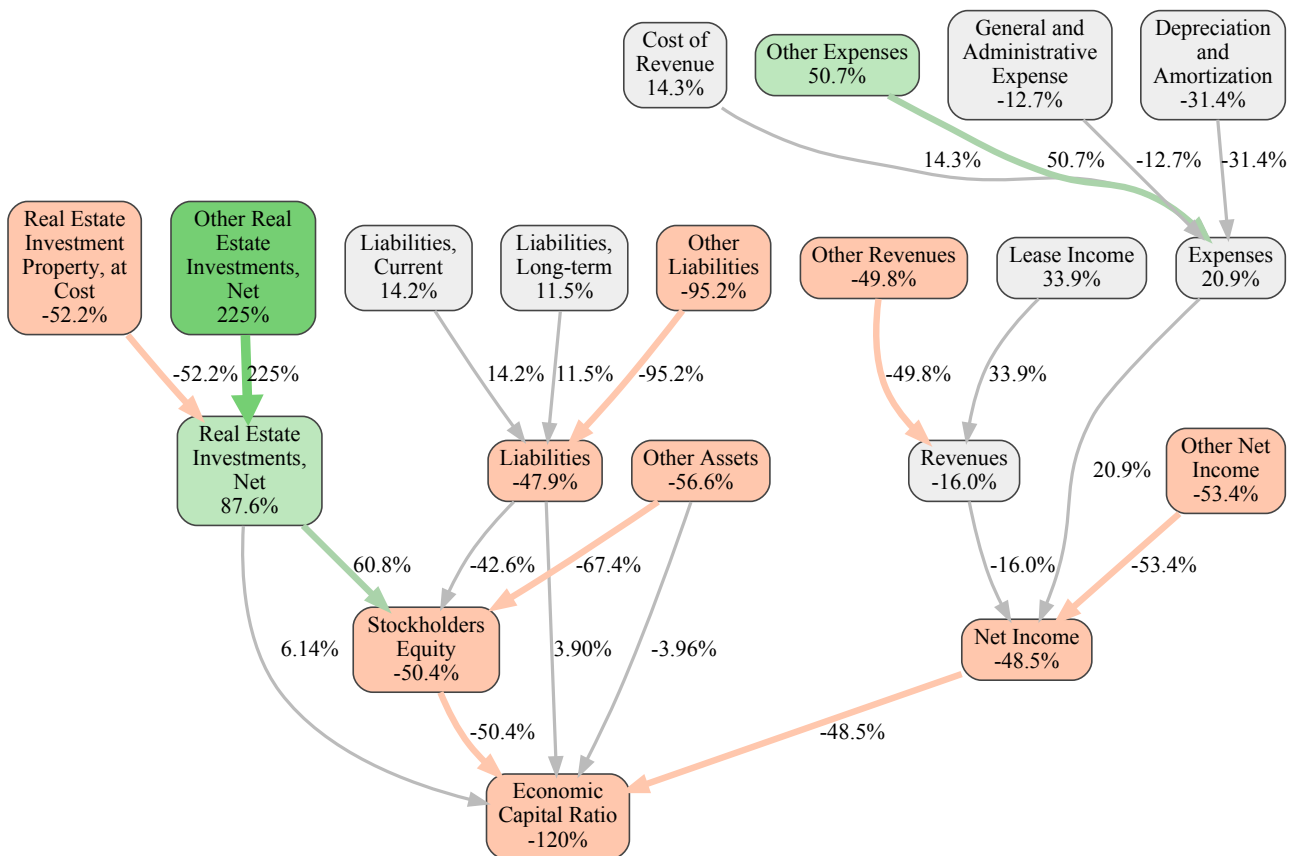 Cost of
Revenue
14.3%
Other Expenses
50.7%
General and
Administrative
Expense
-12.7%
Depreciation
and
Amortization
-31.4%
14.3%
50.7%
-12.7%
-31.4%
Real Estate
Investment
Property, at
Cost
-52.2%
Other Real
Estate
Investments,
Net
225%
Liabilities,
Current
14.2%
Liabilities,
Long-term
11.5%
Other
Liabilities
-95.2%
Other Revenues
-49.8%
Lease Income
33.9%
Expenses
20.9%
-52.2%
225%
14.2%
11.5%
-95.2%
-49.8%
33.9%
Real Estate
Investments,
Net
87.6%
Liabilities
-47.9%
Other Assets
-56.6%
Revenues
-16.0%
20.9%
Other Net
Income
-53.4%
60.8%
-42.6%
-67.4%
-16.0%
-53.4%
6.14%
Stockholders
Equity
-50.4%
3.90%
-3.96%
Net Income
-48.5%
-50.4%
-48.5%
Economic
Capital Ratio
-120%